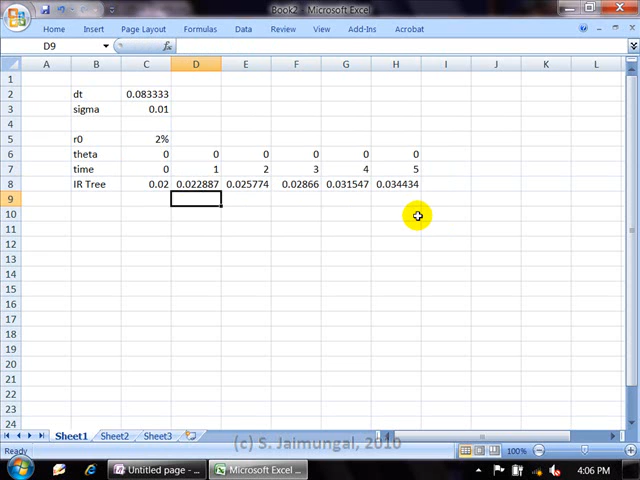 Book2 - Microsoft Excel
Home Insert Page Layout Formulas Data Review View Add-Ins Acrobat
D9 fx
A B C D E F G H I J K L
1
2 dt 0.083333
3 sigma 0.01
4
5 r0 2%
6 theta 0 0 0 0 0 0
7 time 0 1 2 3 4 5
8 IR Tree 0.02 0.022887 0.025774 0.02866 0.031547 0.034434
9
10
11
12
13
14
15
16
17
18
19
20
21
22
23
24
Sheet1 Sheet2 Sheet3
(c) S. Jaimungal, 2010
Ready 100%
Untitled page - ... Microsoft Excel 4:06 PM